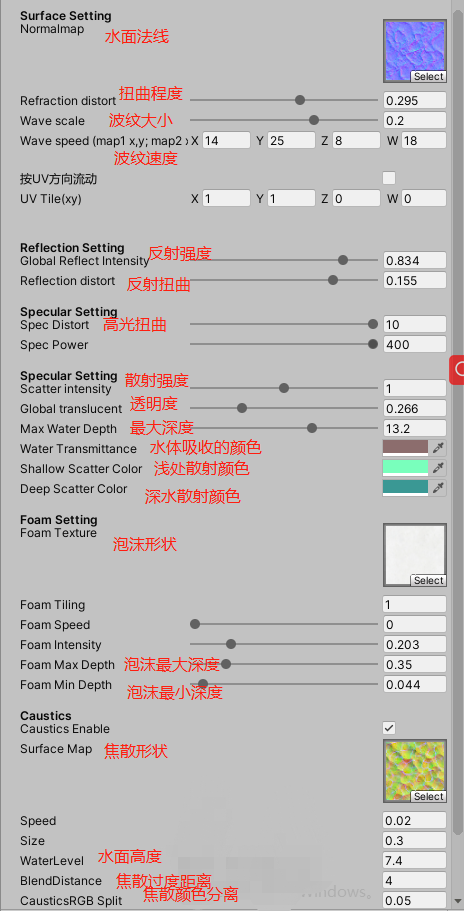 Surface Setting
Normalmap 水面法线
Select
Refraction distort 扭曲程度 0.295
Wave scale 波纹大小 0.2
Wave speed (map1 x,y; map2 x X 14 Y 25 Z 8 W 18
波纹速度
按UV方向流动
UV Tile(xy) X 1 Y 1 Z 0 W 0
Reflection Setting
Global Reflect Intensity 反射强度 0.834
Reflection distort 反射扭曲 0.155
Specular Setting
Spec Distort 高光扭曲 10
Spec Power 400
Specular Setting
Scatter intensity 散射强度 1
Global translucent 透明度 0.266
Max Water Depth 最大深度 13.2
Water Transmittance 水体吸收的颜色
Shallow Scatter Color 浅处散射颜色
Deep Scatter Color 深水散射颜色
Foam Setting
Foam Texture 泡沫形状
Select
Foam Tiling 1
Foam Speed 0
Foam Intensity 0.203
Foam Max Depth 泡沫最大深度 0.35
Foam Min Depth 泡沫最小深度 0.044
Caustics
Caustics Enable
Surface Map 焦散形状
Select
Speed 0.02
Size 0.3
WaterLevel 水面高度 7.4
BlendDistance 焦散过度距离 4
CausticsRGB Split 焦散颜色分离 0.05
Windows。